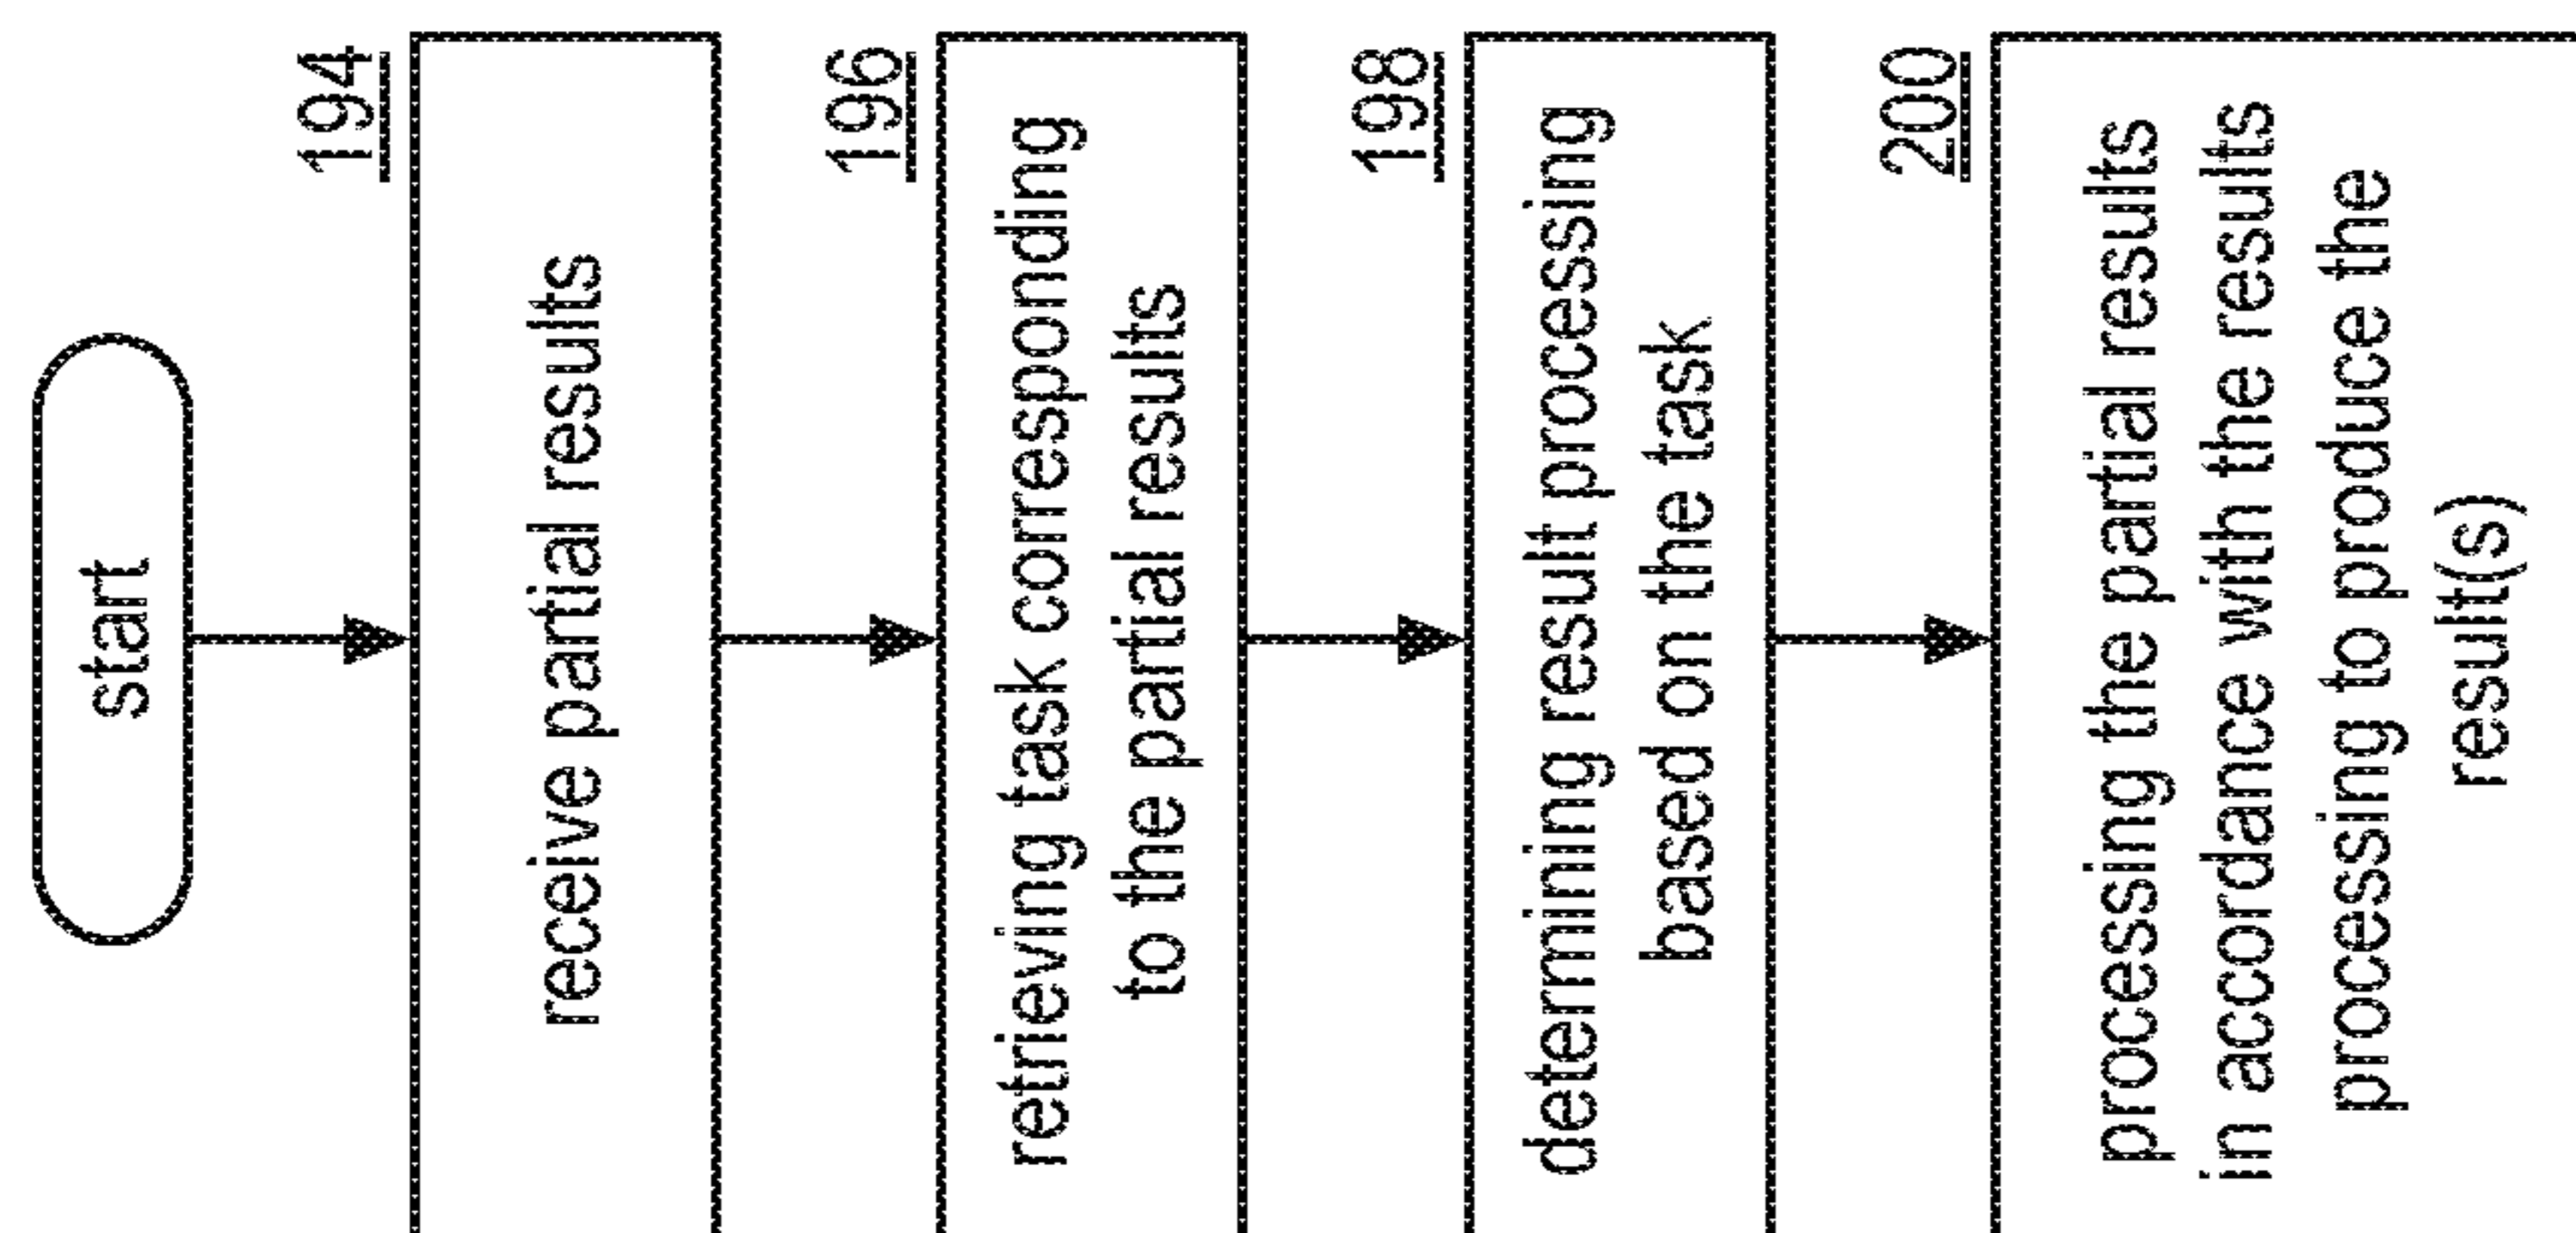 start
194
receive partial results
196
retrieving task corresponding
to the partial results
198
determining result processing
based on the task
200
processing the partial results
in accordance with the results
processing to produce the
result(s)